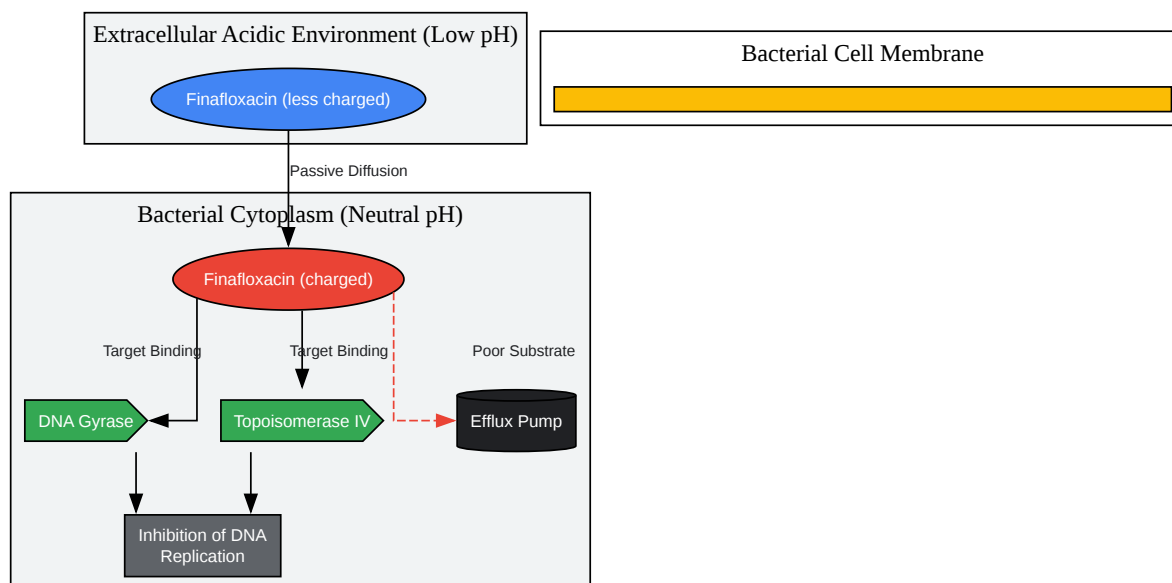 Extracellular Acidic Environment (Low pH)
Finafloxacin (less charged)
Bacterial Cell Membrane
Passive Diffusion
Bacterial Cytoplasm (Neutral pH)
Finafloxacin (charged)
Target Binding
Target Binding
Poor Substrate
DNA Gyrase
Topoisomerase IV
Efflux Pump
Inhibition of DNA
Replication